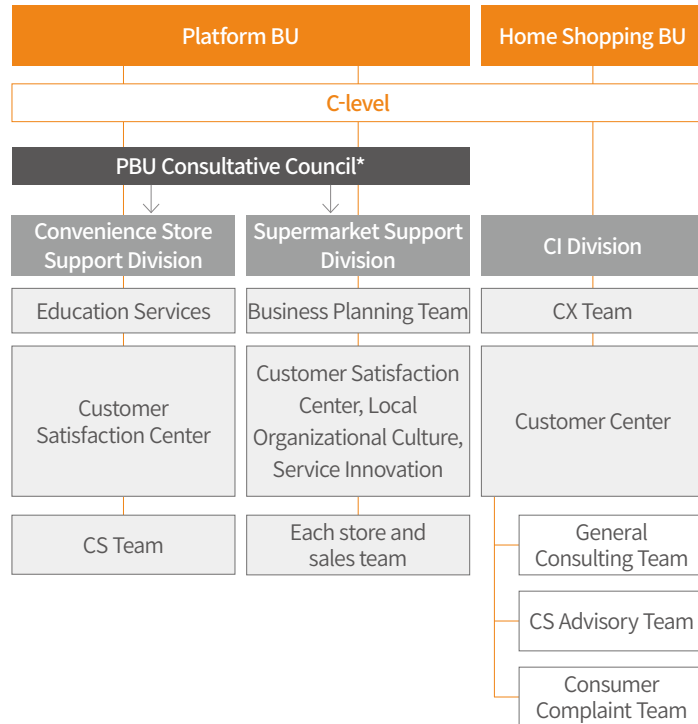 Platform BU
Home Shopping BU
C-level
PBU Consultative Council*
Convenience Store
Support Division
Supermarket Support
Division
CI Division
Education Services
Business Planning Team
CX Team
Customer
Satisfaction Center
Customer Satisfaction
Center, Local
Organizational Culture,
Service Innovation
Customer Center
CS Team
Each store and
sales team
General
Consulting Team
CS Advisory Team
Consumer
Complaint Team